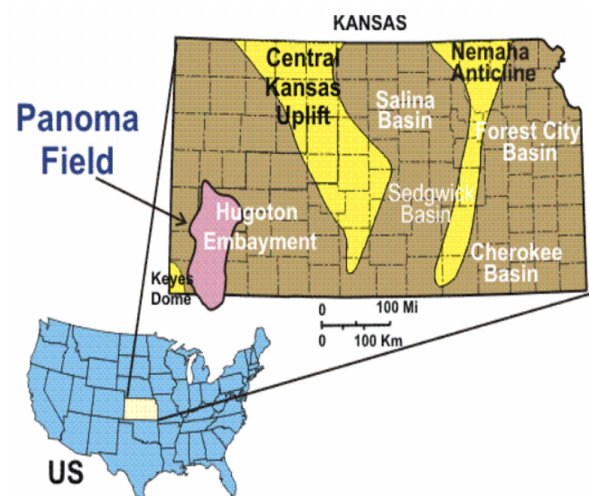 KANSAS
Central
Kansas
Uplift
Nemaha
Anticline
Salina
Basin
Panoma
Field
Forest City
Basin
Sedgwick
Basin
Hugoton
Embayment
Cherokee
Basin
Keyes
Dome
0 100 Mi
0 100 Km
US